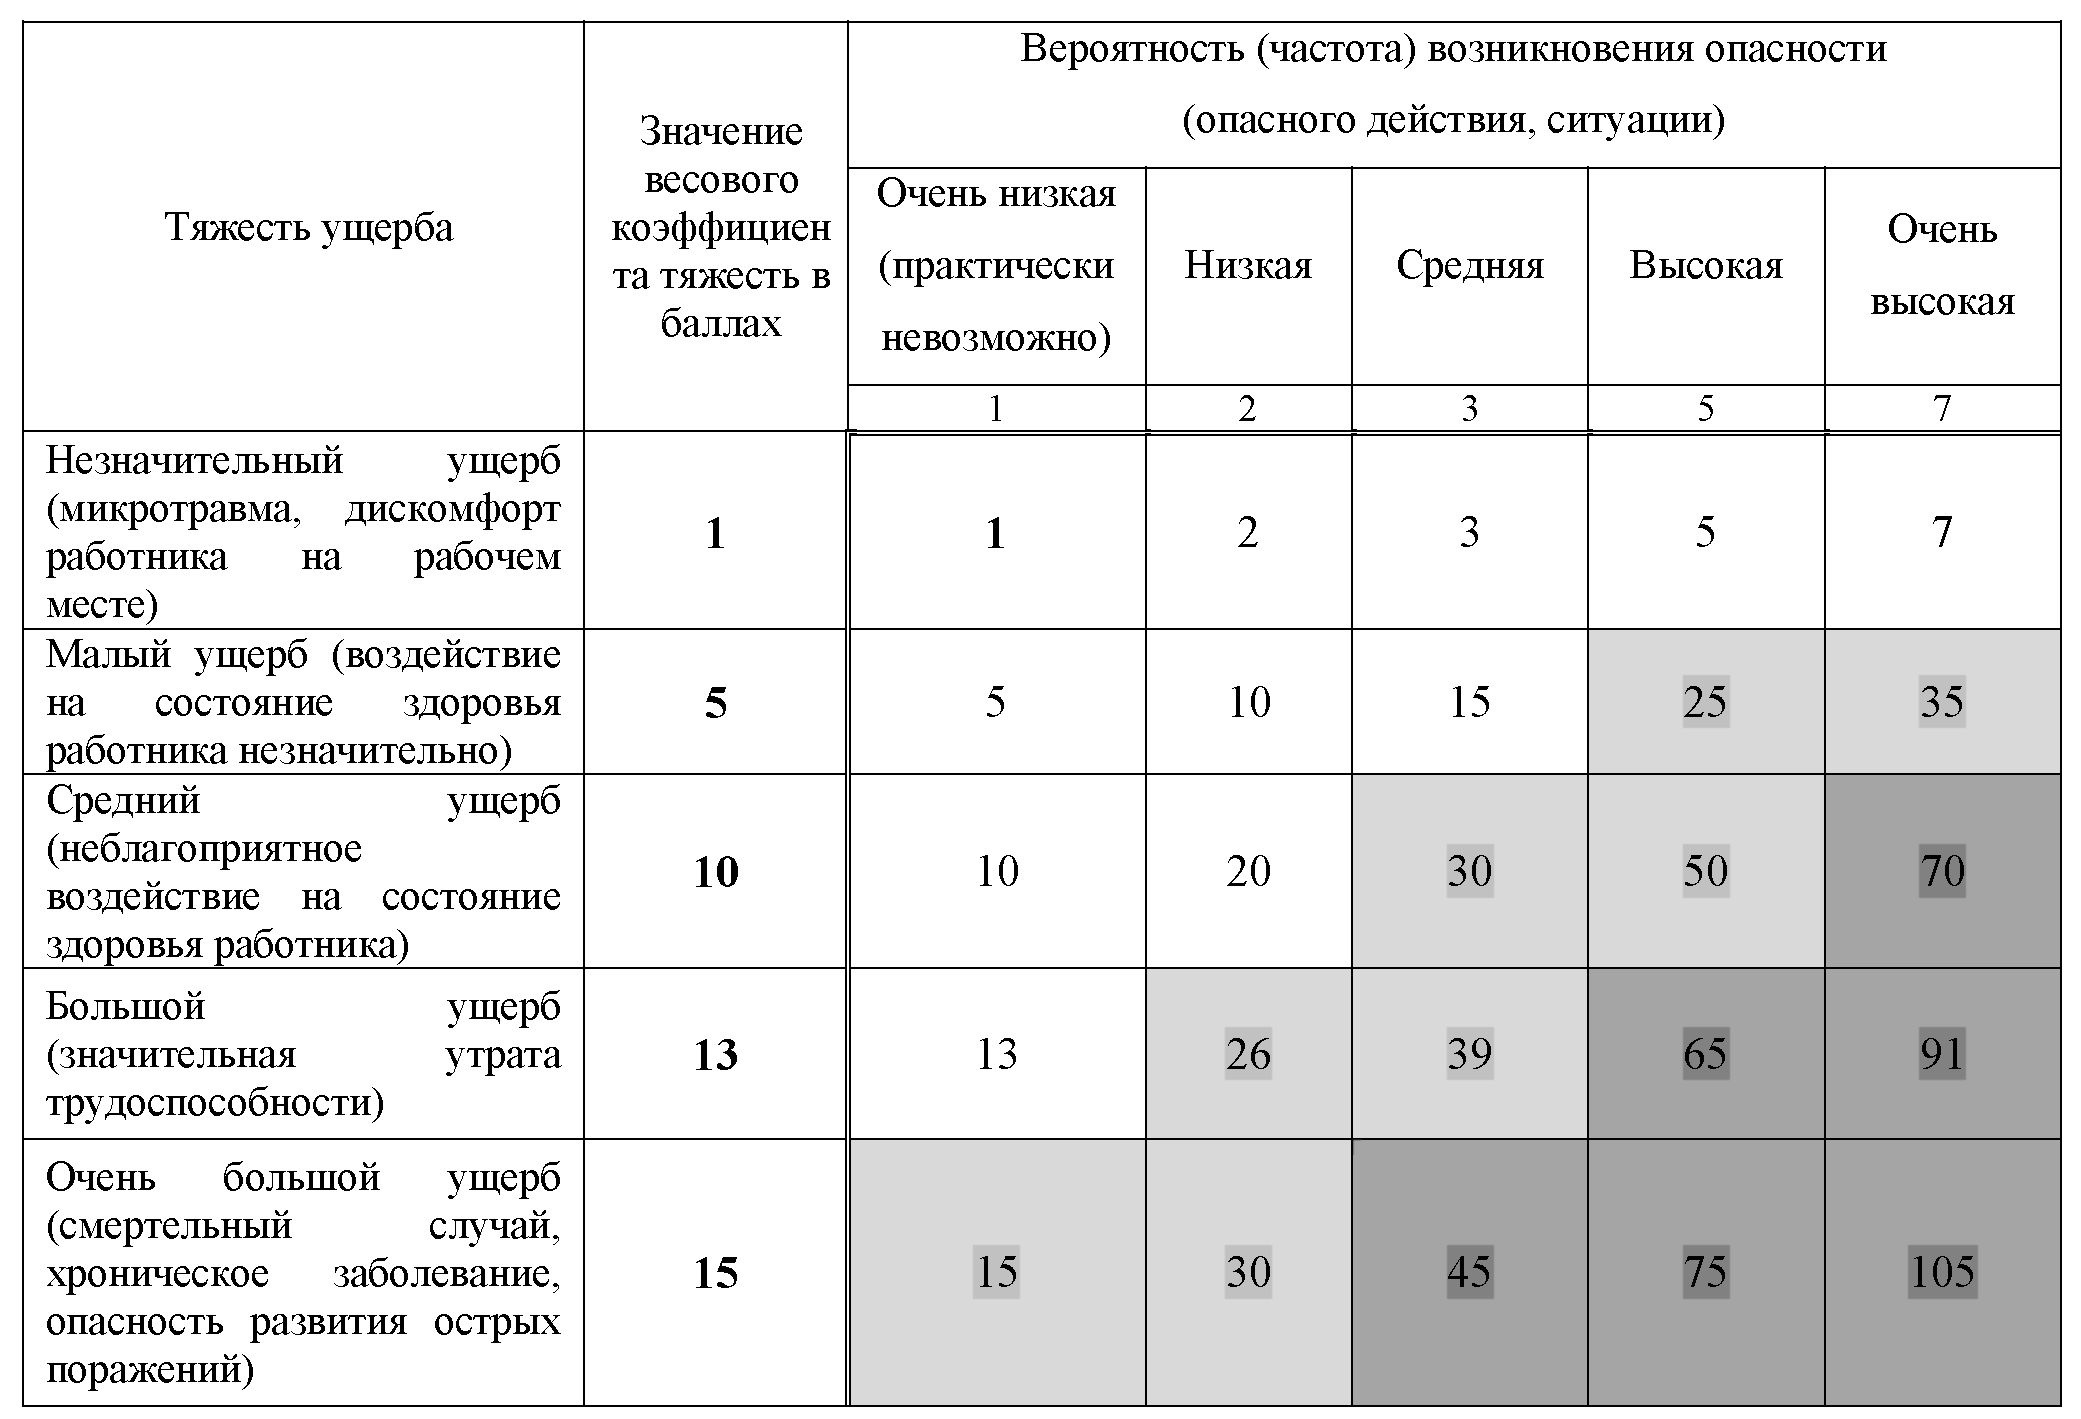 Тяжесть ущерба
Значение
весового
коэффициен
та тяжесть в
баллах
Вероятность (частота) возникновения опасности
(опасного действия, ситуации)
Очень низкая
(практически
невозможно)
Низкая
Средняя
Высокая
Очень
высокая
1 2 3 5 7
Незначительный ущерб
(микротравма, дискомфорт
работника на рабочем
месте)
1 1 2 3 5 7
Малый ущерб (воздействие
на состояние здоровья
работника незначительно)
5 5 10 15 25 35
Средний ущерб
(неблагоприятное
воздействие на состояние
здоровья работника)
10 10 20 30 50 70
Большой ущерб
(значительная утрата
трудоспособности)
13 13 26 39 65 91
Очень большой ущерб
(смертельный случай,
хроническое заболевание,
опасность развития острых
поражений)
15 15 30 45 75 105